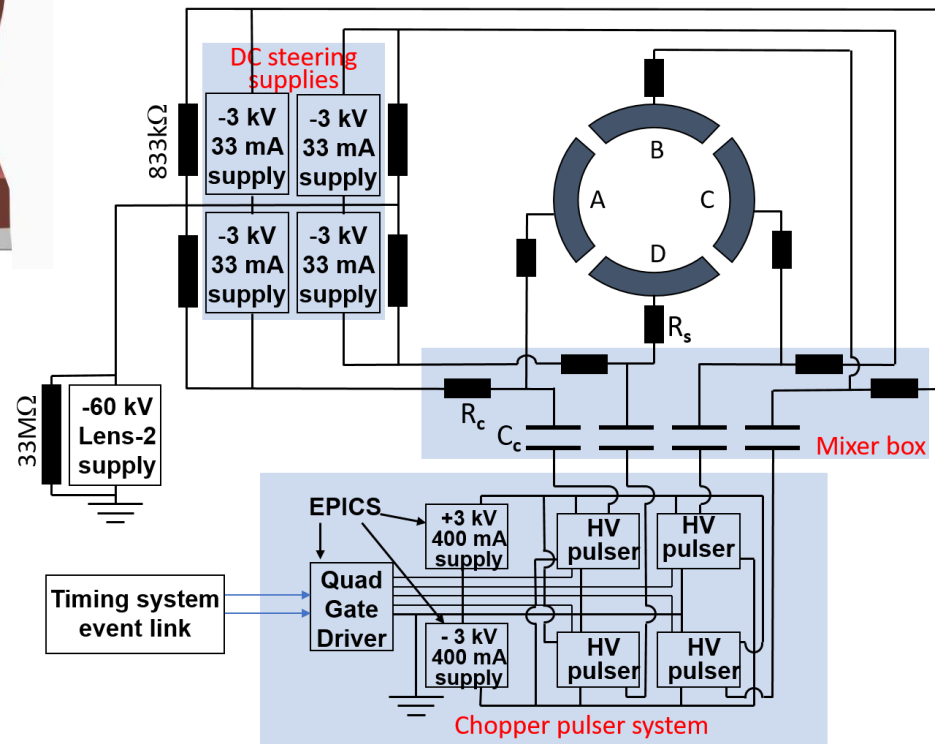 DC steering
supplies
833kΩ
-3 kV
33 mA
supply
-3 kV
33 mA
supply
-3 kV
33 mA
supply
-3 kV
33 mA
supply
B
A
C
D
Rs
33MΩ
-60 kV
Lens-2
supply
Rc
Cc
Mixer box
EPICS
+3 kV
400 mA
supply
HV
pulser
HV
pulser
Timing system
event link
Quad
Gate
Driver
- 3 kV
400 mA
supply
HV
pulser
HV
pulser
Chopper pulser system